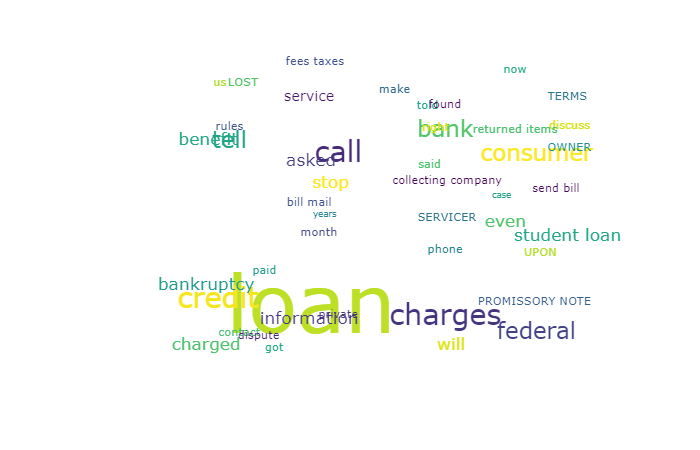 fees taxes
now
us LOST
make
TERMS
service
told
found
rules
right
bank
returned items
discuss
benefit
tell
OWNER
call
consumer
asked
said
stop
collecting company
send bill
case
bill mail
years
SERVICER
even
month
student loan
phone
UPON
paid
bankruptcy
credit
loan
PROMISSORY NOTE
information
private
charges
contact
dispute
federal
charged
got
will